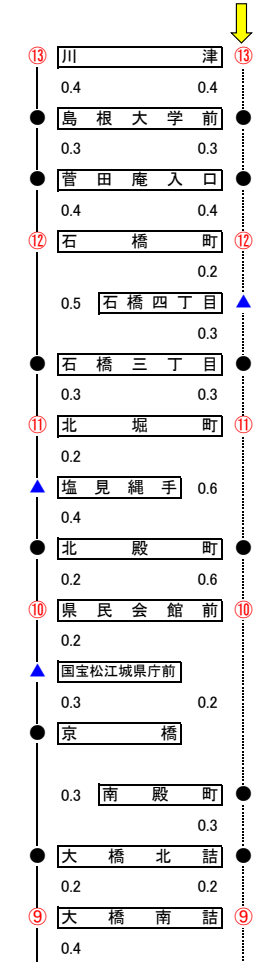 ⑬ 川津 ⑬
0.4 0.4
島根大学前
0.3 0.3
菅田庵入口
0.4 0.4
⑫ 石橋町 ⑫
0.2
0.5 石橋四丁目
0.3
石橋三丁目
0.3 0.3
⑪ 北堀町 ⑪
0.2
塩見縄手 0.6
0.4
北殿町
0.2 0.6
⑩ 県民会館前 ⑩
0.2
国宝松江城県庁前
0.3 0.2
京橋
0.3 南殿町
0.3
大橋北詰
0.2 0.2
⑨ 大橋南詰 ⑨
0.4